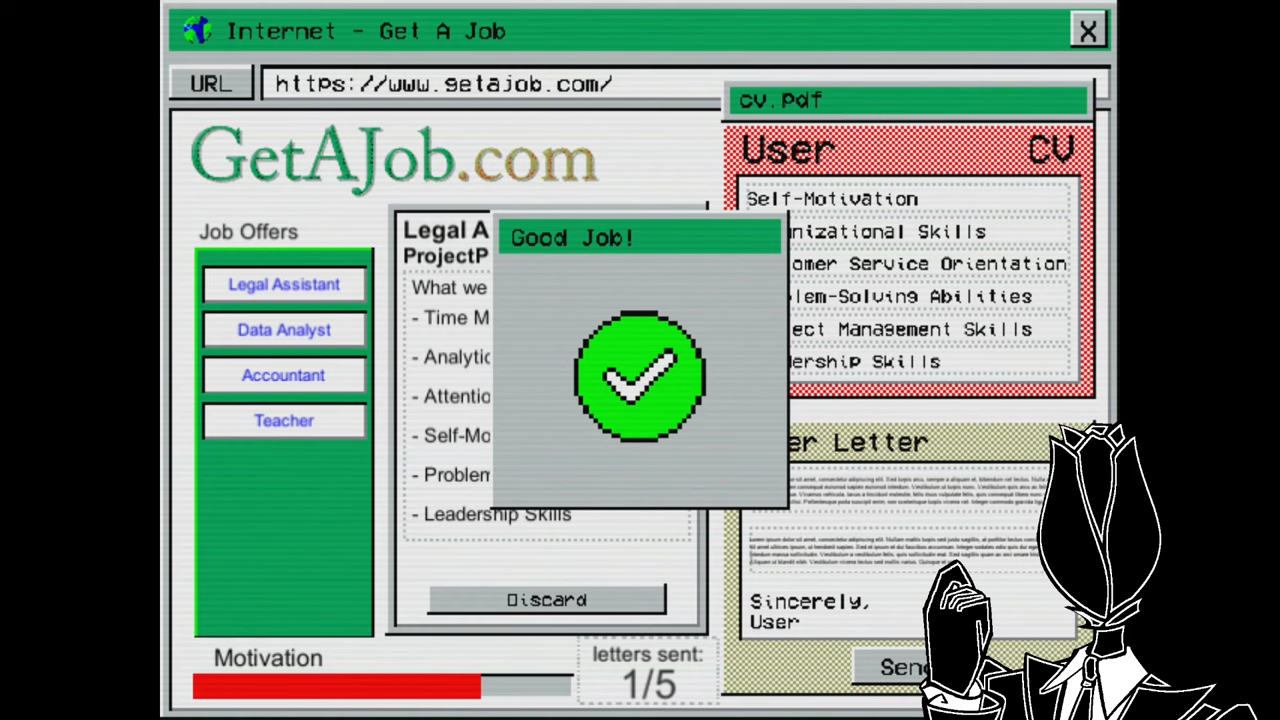 Internet - Get A Job
X
URL
https://www.getajob.com/
GetAJob.com
Job Offers
Legal Assistant
Data Analyst
Accountant
Teacher
Legal A
ProjectP
What we
- Time M
- Analytic
- Attentio
- Self-Mo
- Problem
- Leadership Skills
Discard
Good Job!
cv.pdf
User CV
Self-Motivation
nizational Skills
omer Service Orientation
lem-Solving Abilities
ect Management Skills
ership Skills
er Letter
Sincerely,
User
Send
Motivation
letters sent:
1/5